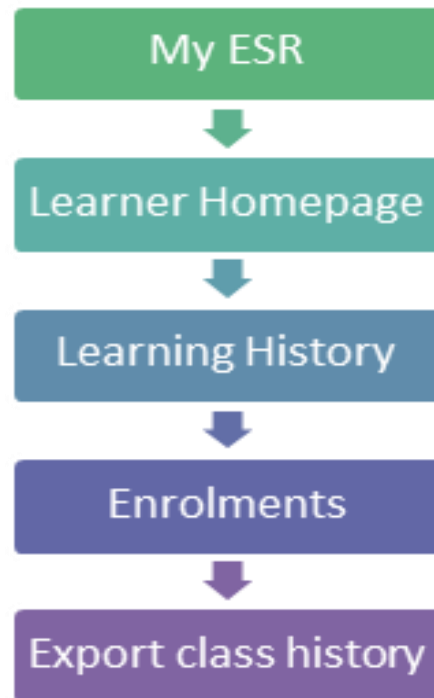 My ESR
Learner Homepage
Learning History
Enrolments
Export class history